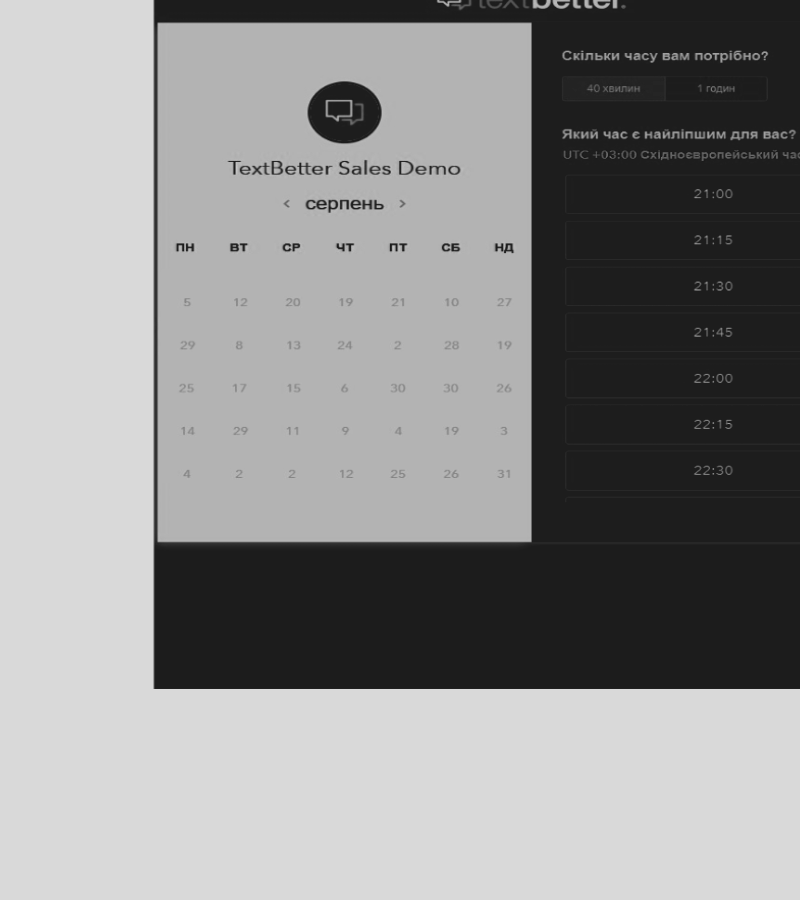 textbetter.
TextBetter Sales Demo
‹ серпень ›
ПН ВТ СР ЧТ ПТ СБ НД
5 12 20 19 21 10 27
29 8 13 24 2 28 19
25 17 15 6 30 30 26
14 29 11 9 4 19 3
4 2 2 12 25 26 31
Скільки часу вам потрібно?
40 хвилин 1 годин
Який час є найліпшим для вас?
UTC +03:00 Східноєвропейський час
21:00
21:15
21:30
21:45
22:00
22:15
22:30